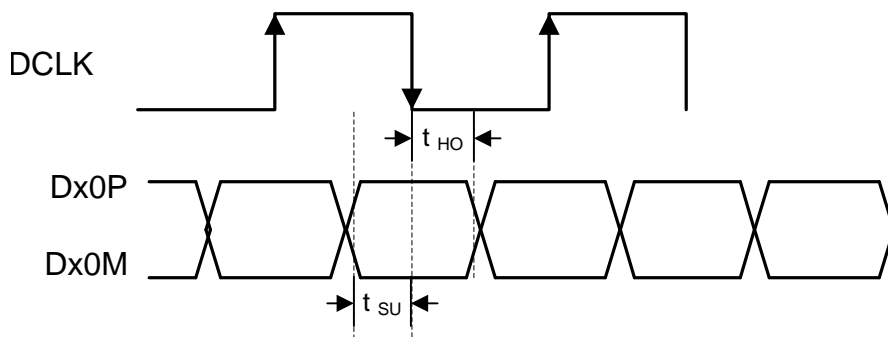 DCLK
t HO
Dx0P
Dx0M
t SU